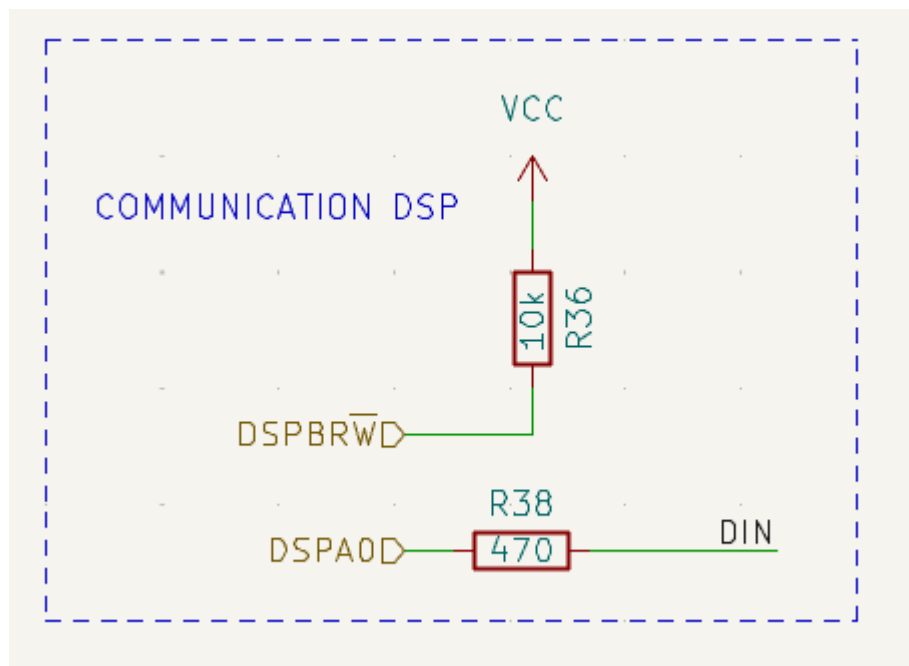 VCC
COMMUNICATION DSP
10k
R36
DSPBRW̅
R38
DSPA0
470
DIN